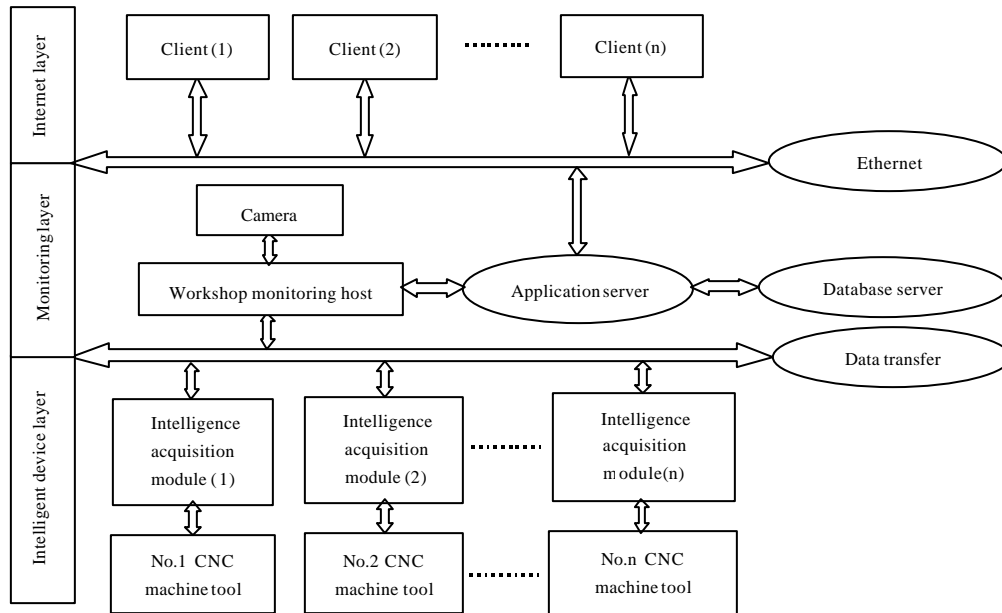 Internet layer
Client (1)
Client (2)
Client (n)
Ethernet
Monitoring layer
Camera
Workshop monitoring host
Application server
Database server
Data transfer
Intelligent device layer
Intelligence
acquisition
module (1)
Intelligence
acquisition
module (2)
Intelligence
acquisition
module(n)
No.1 CNC
machine tool
No.2 CNC
machine tool
No.n CNC
machine tool